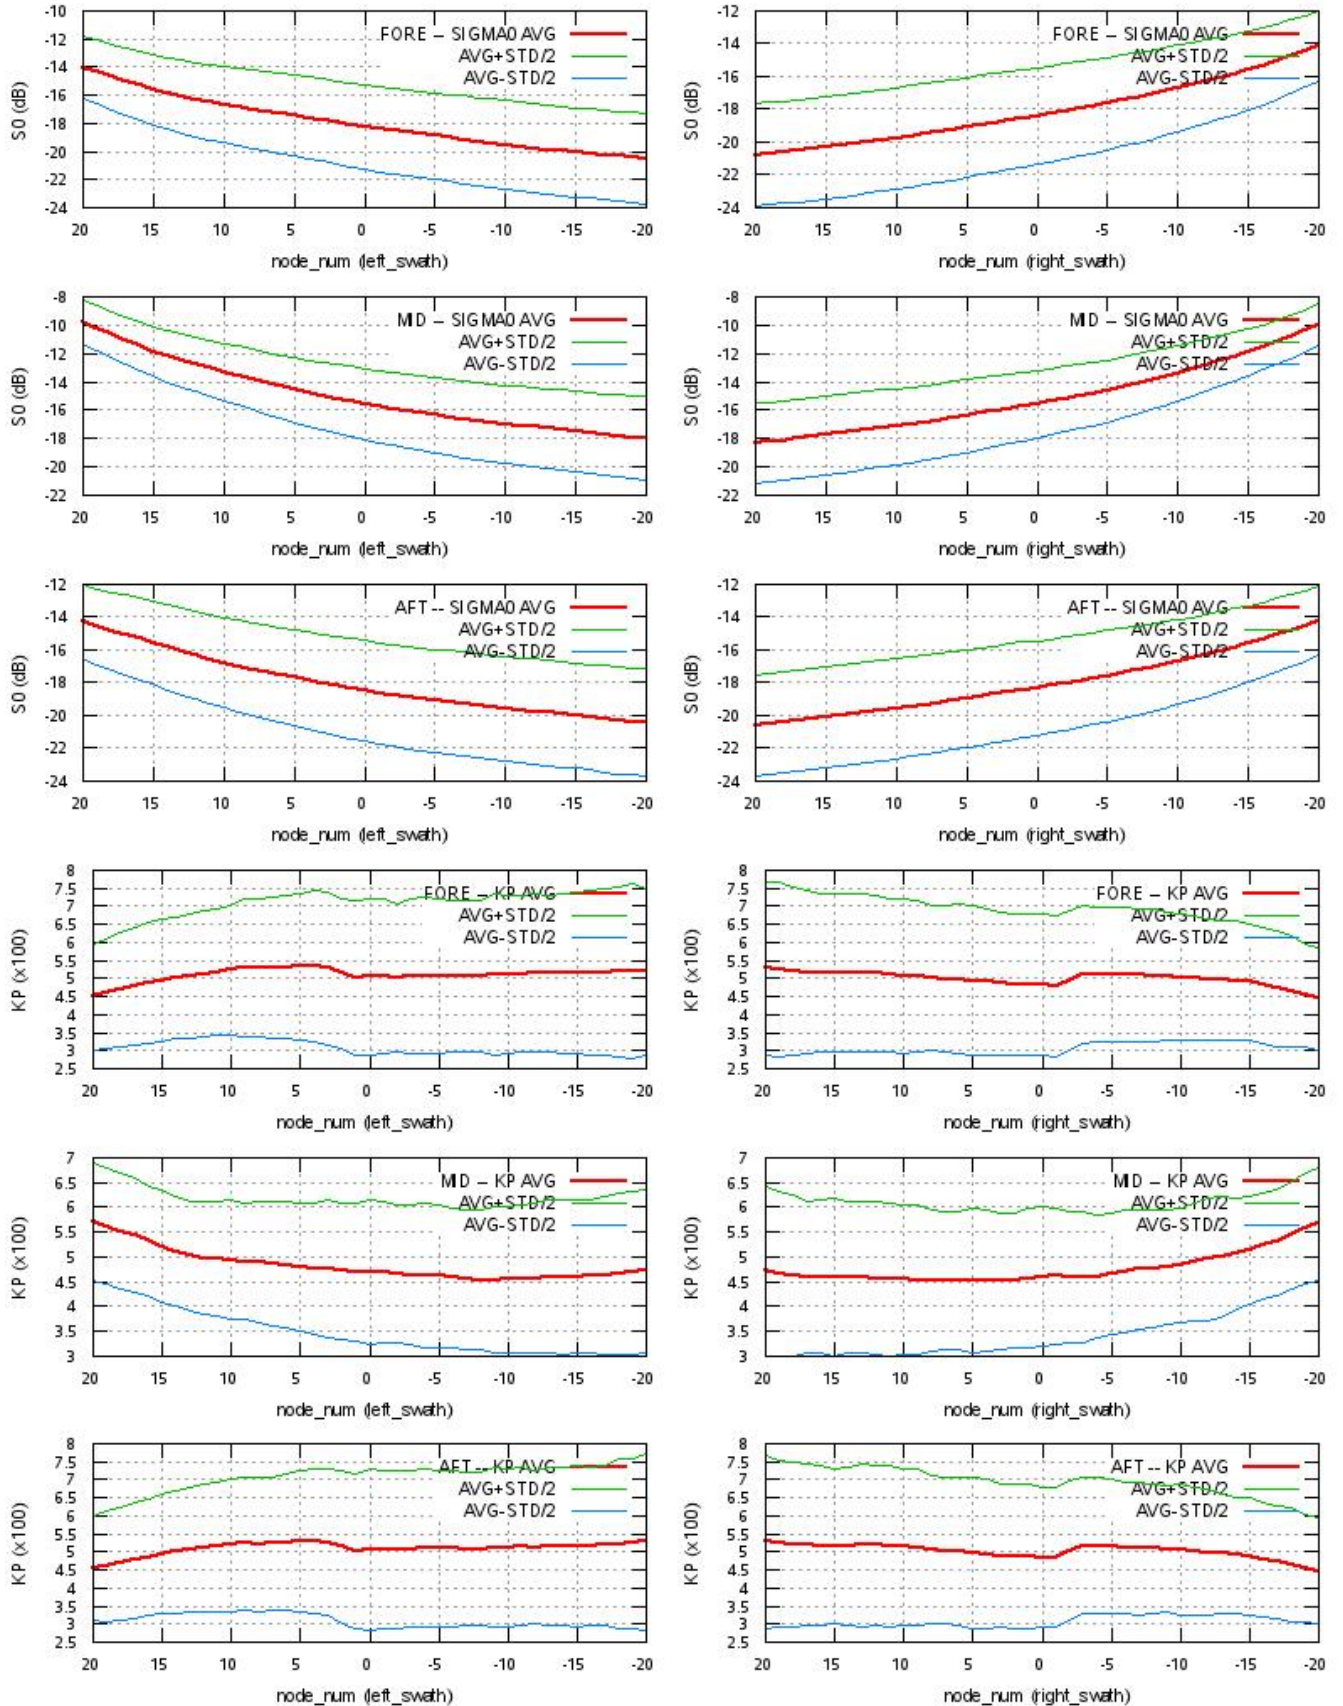 -10
-12
-14
-16
-18
-20
-22
-24
S0 (dB)
FORE -- SIGMA0 AVG
AVG+STD/2
AVG-STD/2
20 15 10 5 0 -5 -10 -15 -20
node_num (left_swath)
-12
-14
-16
-18
-20
-22
-24
S0 (dB)
FORE -- SIGMA0 AVG
AVG+STD/2
AVG-STD/2
20 15 10 5 0 -5 -10 -15 -20
node_num (right_swath)
-8
-10
-12
-14
-16
-18
-20
-22
S0 (dB)
MID -- SIGMA0 AVG
AVG+STD/2
AVG-STD/2
20 15 10 5 0 -5 -10 -15 -20
node_num (left_swath)
-8
-10
-12
-14
-16
-18
-20
-22
S0 (dB)
MID -- SIGMA0 AVG
AVG+STD/2
AVG-STD/2
20 15 10 5 0 -5 -10 -15 -20
node_num (right_swath)
-12
-14
-16
-18
-20
-22
-24
S0 (dB)
AFT -- SIGMA0 AVG
AVG+STD/2
AVG-STD/2
20 15 10 5 0 -5 -10 -15 -20
node_num (left_swath)
-12
-14
-16
-18
-20
-22
-24
S0 (dB)
AFT -- SIGMA0 AVG
AVG+STD/2
AVG-STD/2
20 15 10 5 0 -5 -10 -15 -20
node_num (right_swath)
8
7.5
7
6.5
6
5.5
5
4.5
4
3.5
3
2.5
KP (x100)
FORE -- KP AVG
AVG+STD/2
AVG-STD/2
20 15 10 5 0 -5 -10 -15 -20
node_num (left_swath)
8
7.5
7
6.5
6
5.5
5
4.5
4
3.5
3
2.5
KP (x100)
FORE -- KP AVG
AVG+STD/2
AVG-STD/2
20 15 10 5 0 -5 -10 -15 -20
node_num (right_swath)
7
6.5
6
5.5
5
4.5
4
3.5
3
KP (x100)
MID -- KP AVG
AVG+STD/2
AVG-STD/2
20 15 10 5 0 -5 -10 -15 -20
node_num (left_swath)
7
6.5
6
5.5
5
4.5
4
3.5
3
KP (x100)
MID -- KP AVG
AVG+STD/2
AVG-STD/2
20 15 10 5 0 -5 -10 -15 -20
node_num (right_swath)
8
7.5
7
6.5
6
5.5
5
4.5
4
3.5
3
2.5
KP (x100)
AFT -- KP AVG
AVG+STD/2
AVG-STD/2
20 15 10 5 0 -5 -10 -15 -20
node_num (left_swath)
8
7.5
7
6.5
6
5.5
5
4.5
4
3.5
3
2.5
KP (x100)
AFT -- KP AVG
AVG+STD/2
AVG-STD/2
20 15 10 5 0 -5 -10 -15 -20
node_num (right_swath)